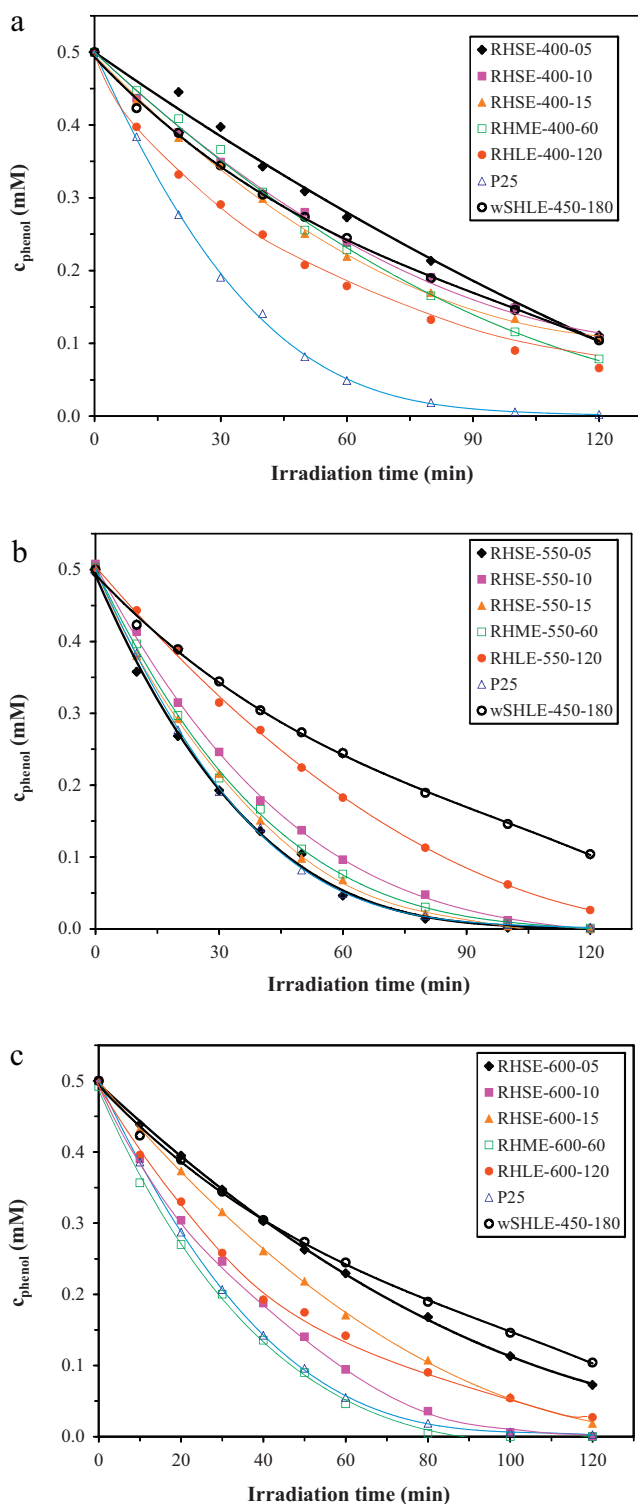 a
0.5
0.4
0.3
0.2
0.1
0.0
c_phenol (mM)
RHSE-400-05
RHSE-400-10
RHSE-400-15
RHME-400-60
RHLE-400-120
P25
wSHLE-450-180
0 30 60 90 120
Irradiation time (min)
b
0.5
0.4
0.3
0.2
0.1
0.0
c_phenol (mM)
RHSE-550-05
RHSE-550-10
RHSE-550-15
RHME-550-60
RHLE-550-120
P25
wSHLE-450-180
0 30 60 90 120
Irradiation time (min)
c
0.5
0.4
0.3
0.2
0.1
0.0
c_phenol (mM)
RHSE-600-05
RHSE-600-10
RHSE-600-15
RHME-600-60
RHLE-600-120
P25
wSHLE-450-180
0 20 40 60 80 100 120
Irradiation time (min)